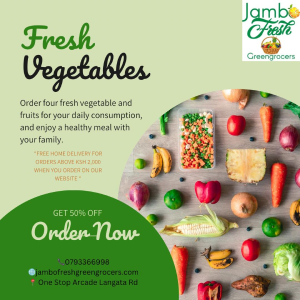 Jambo
Fresh
Greengrocers
Fresh
Vegetables
Order four fresh vegetable and
fruits for your daily consumption,
and enjoy a healthy meal with
your family.
"FREE HOME DELIVERY FOR
ORDERS ABOVE KSH 2,000
WHEN YOU ORDER ON OUR
WEBSITE "
GET 50% OFF
Order Now
0793366998
jambofreshgreengrocers.com
One Stop Arcade Langata Rd